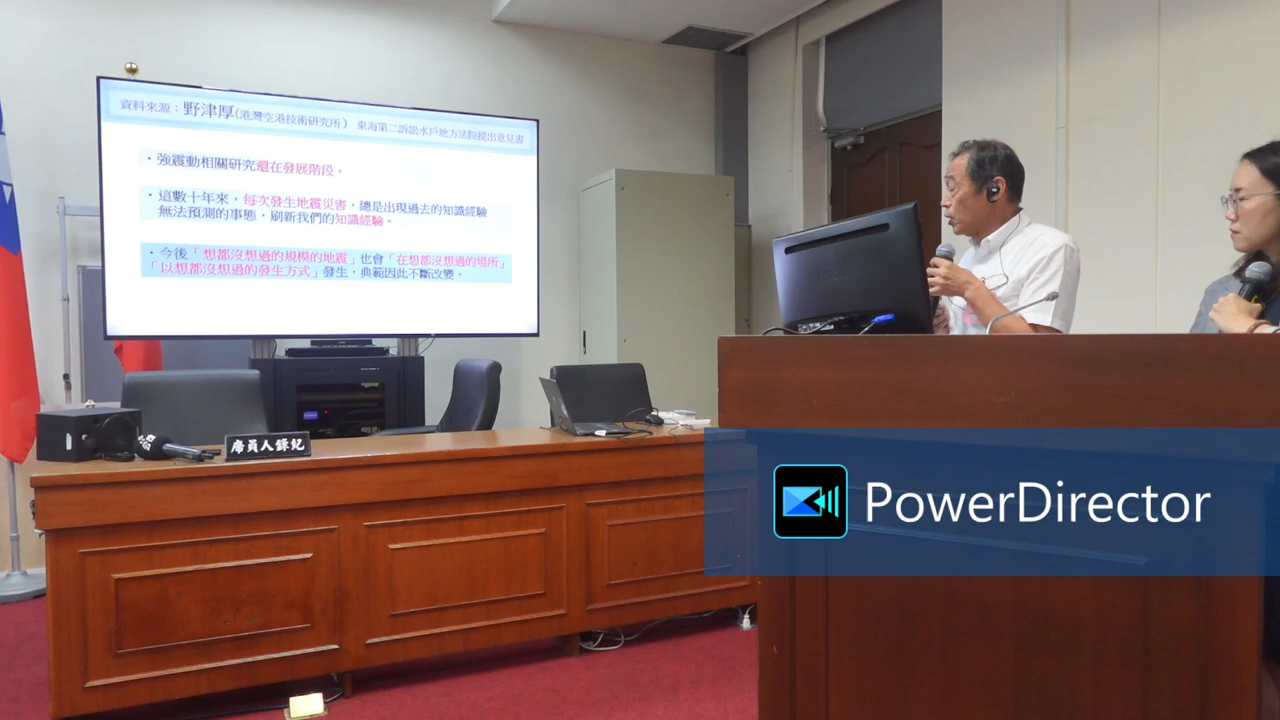 資料來源：野津厚(港灣空港技術研究所) 東海第二訴訟水戶地方法院提出意見書
・強震動相關研究還在發展階段。
・這數十年來，每次發生地震災害，總是出現過去的知識經驗
無法預測的事態，刷新我們的知識經驗。
・今後「想都沒想過的規模的地震」也會「在想都沒想過的場所」
「以想都沒想過的發生方式」發生，典範因此不斷改變。
席員人錄紀
PowerDirector